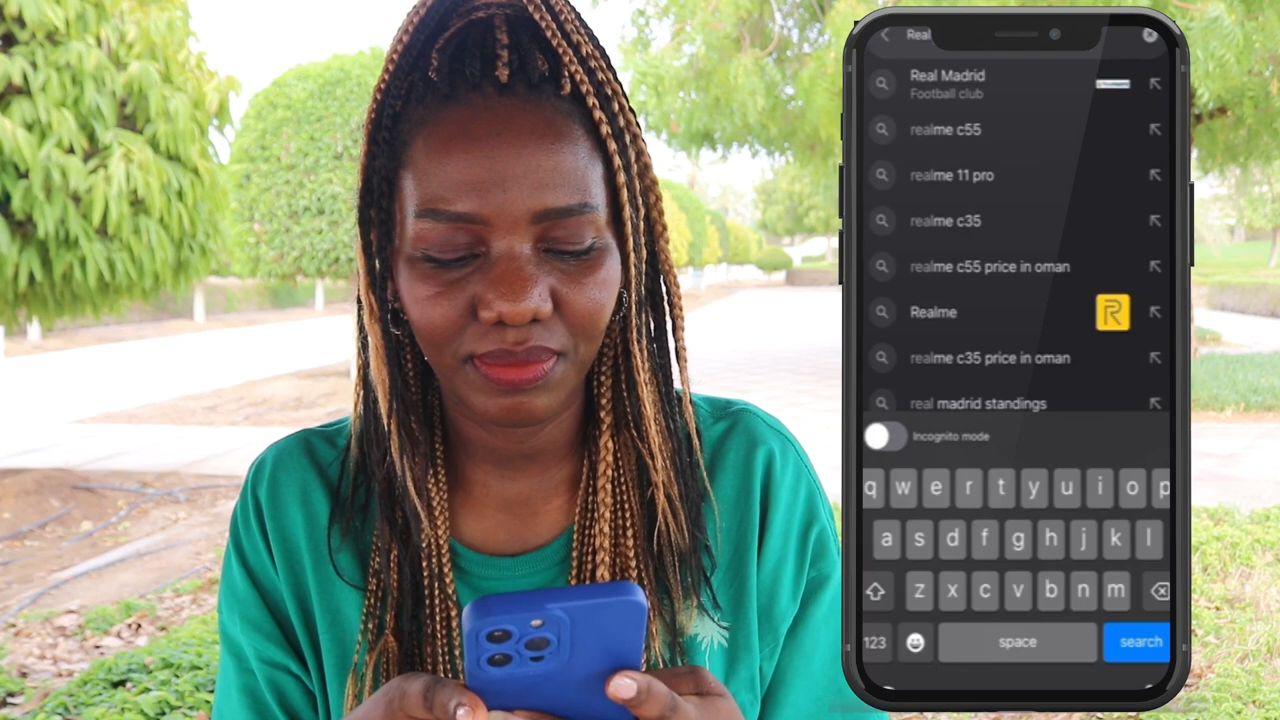 Real
Real Madrid
Football club
realme c55
realme 11 pro
realme c35
realme c55 price in oman
Realme
realme c35 price in oman
real madrid standings
Incognito mode
q w e r t y u i o p
a s d f g h j k l
z x c v b n m
123 space search